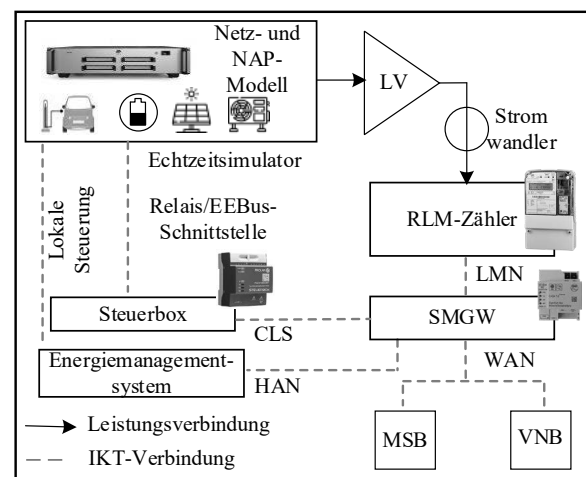 Netz- und
NAP-
Modell
LV
Strom
wandler
Echtzeitsimulator
Lokale
Steuerung
Relais/EEBus-
Schnittstelle
RLM-Zähler
LMN
Steuerbox
CLS
SMGW
Energiemanagement-
system
HAN
WAN
MSB
VNB
Leistungsverbindung
IKT-Verbindung